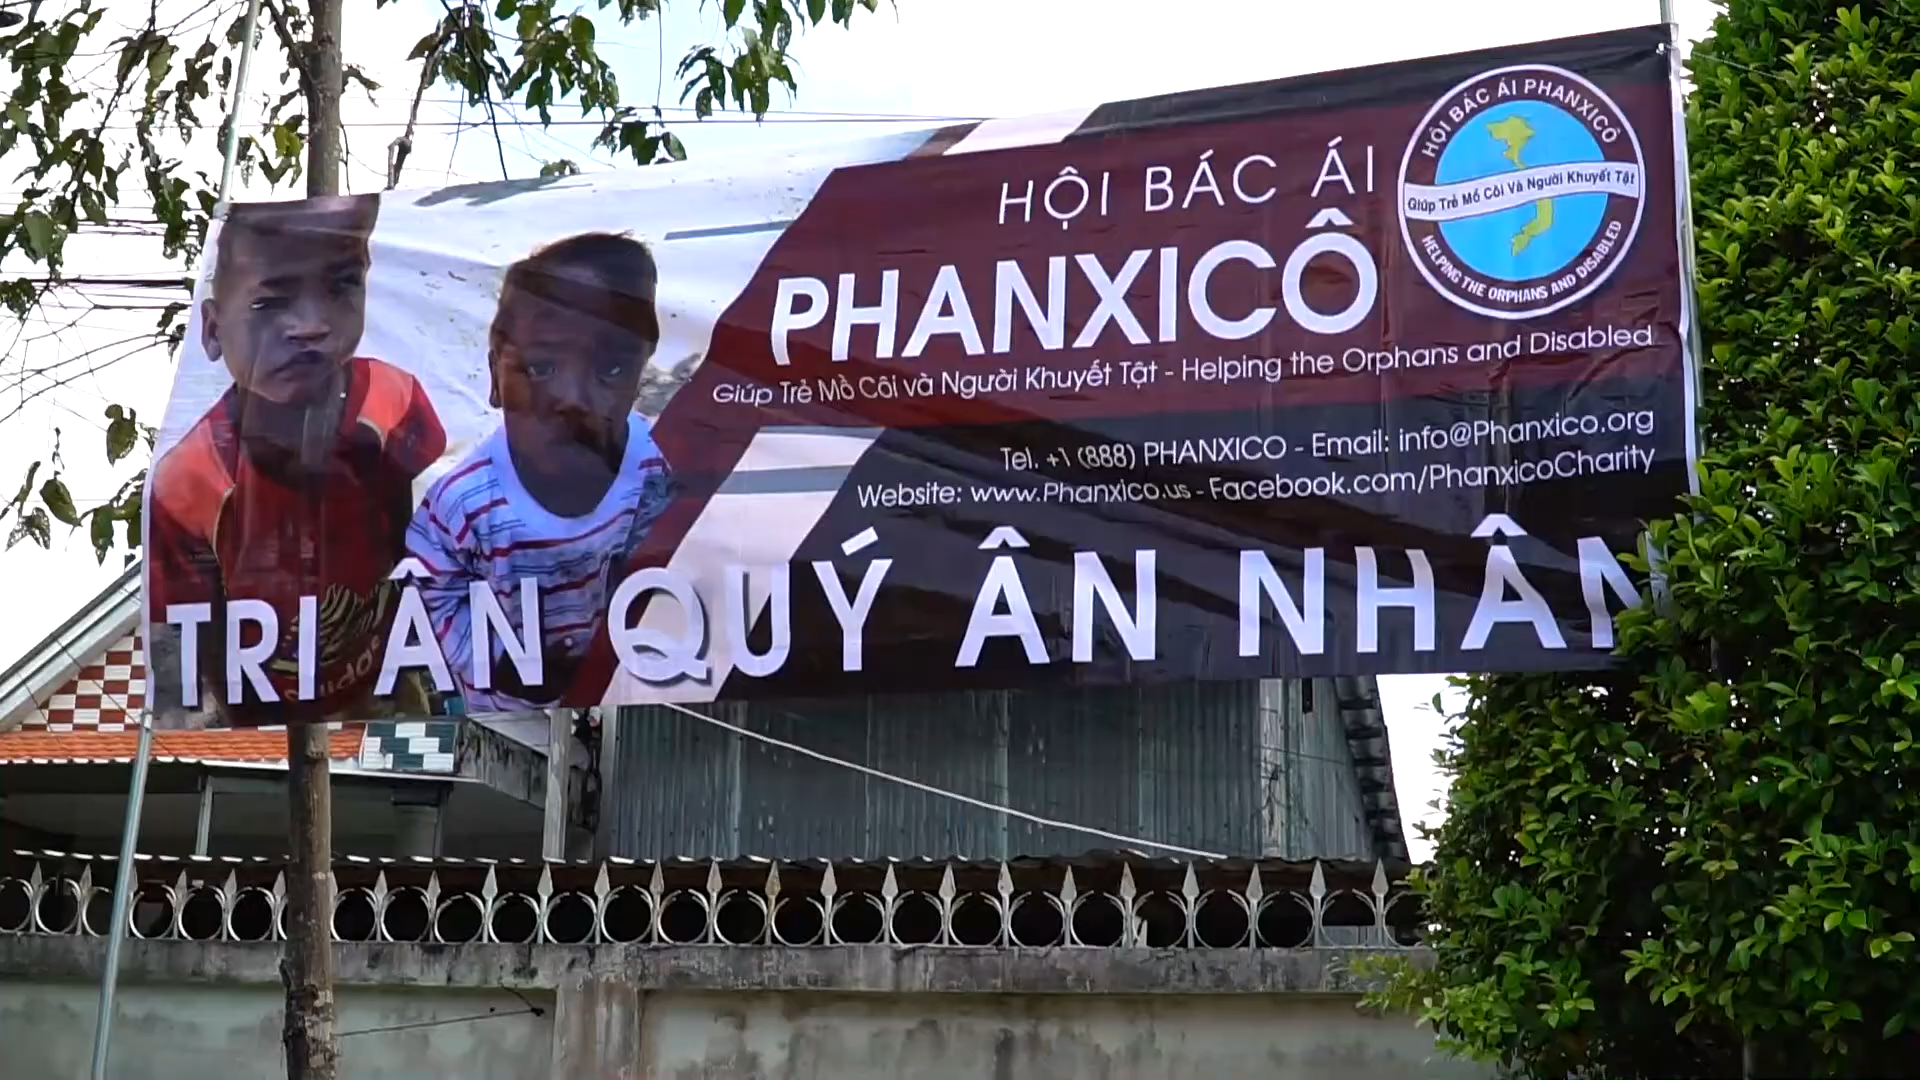 HỘI BÁC ÁI
PHANXICÔ
Giúp Trẻ Mồ Côi và Người Khuyết Tật - Helping the Orphans and Disabled
Tel. +1 (888) PHANXICO - Email: info@Phanxico.org
Website: www.Phanxico.us - Facebook.com/PhanxicoCharity
TRI ÂN QUÝ ÂN NHÂN
HỘI BÁC ÁI PHANXICÔ
Giúp Trẻ Mồ Côi Và Người Khuyết Tật
HELPING THE ORPHANS AND DISABLED